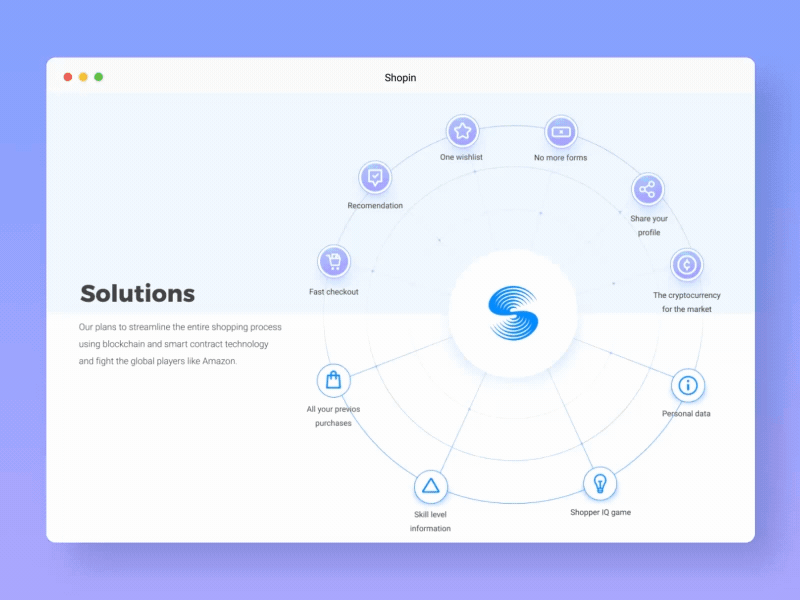 Shopin
One wishlist
No more forms
Recomendation
Share your
profile
Fast checkout
The cryptocurrency
for the market
Solutions
Our plans to streamline the entire shopping process
using blockchain and smart contract technology
and fight the global players like Amazon.
All your previos
purchases
Personal data
Skill level
information
Shopper IQ game